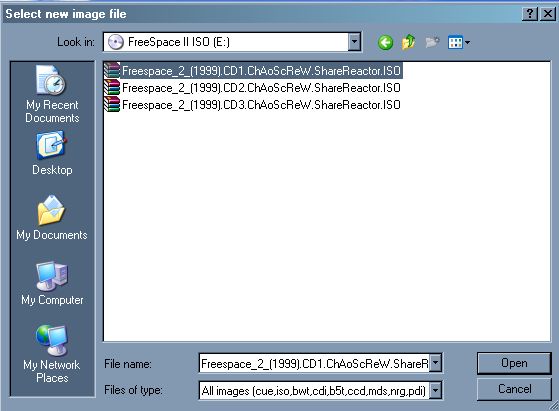 Select new image file
Look in: FreeSpace II ISO (E:)
Freespace_2_(1999).CD1.ChAoScReW.ShareReactor.ISO
Freespace_2_(1999).CD2.ChAoScReW.ShareReactor.ISO
Freespace_2_(1999).CD3.ChAoScReW.ShareReactor.ISO
My Recent
Documents
Desktop
My Documents
My Computer
My Network
Places
File name: Freespace_2_(1999).CD1.ChAoScReW.ShareR
Open
Files of type: All images (cue,iso,bwt,cdi,b5t,ccd,mds,nrg,pdi)
Cancel